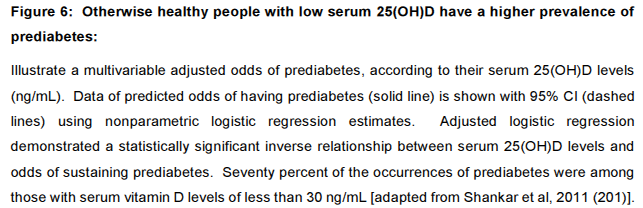 Figure 6: Otherwise healthy people with low serum 25(OH)D have a higher prevalence of
prediabetes:
Illustrate a multivariable adjusted odds of prediabetes, according to their serum 25(OH)D levels
(ng/mL). Data of predicted odds of having prediabetes (solid line) is shown with 95% CI (dashed
lines) using nonparametric logistic regression estimates. Adjusted logistic regression
demonstrated a statistically significant inverse relationship between serum 25(OH)D levels and
odds of sustaining prediabetes. Seventy percent of the occurrences of prediabetes were among
those with serum vitamin D levels of less than 30 ng/mL [adapted from Shankar et al, 2011 (201)].